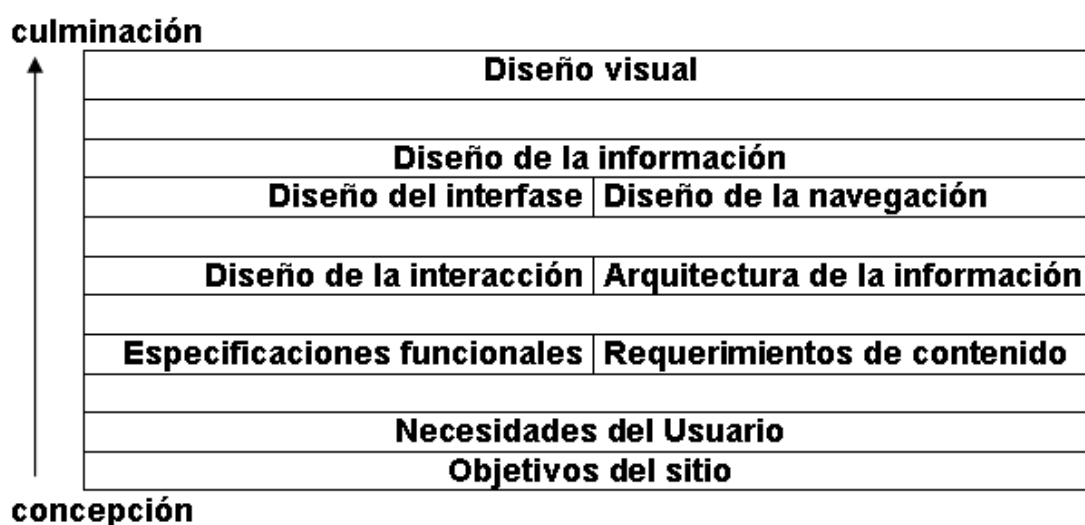 culminación
Diseño visual
Diseño de la información
Diseño del interfase Diseño de la navegación
Diseño de la interacción Arquitectura de la información
Especificaciones funcionales Requerimientos de contenido
Necesidades del Usuario
Objetivos del sitio
concepción